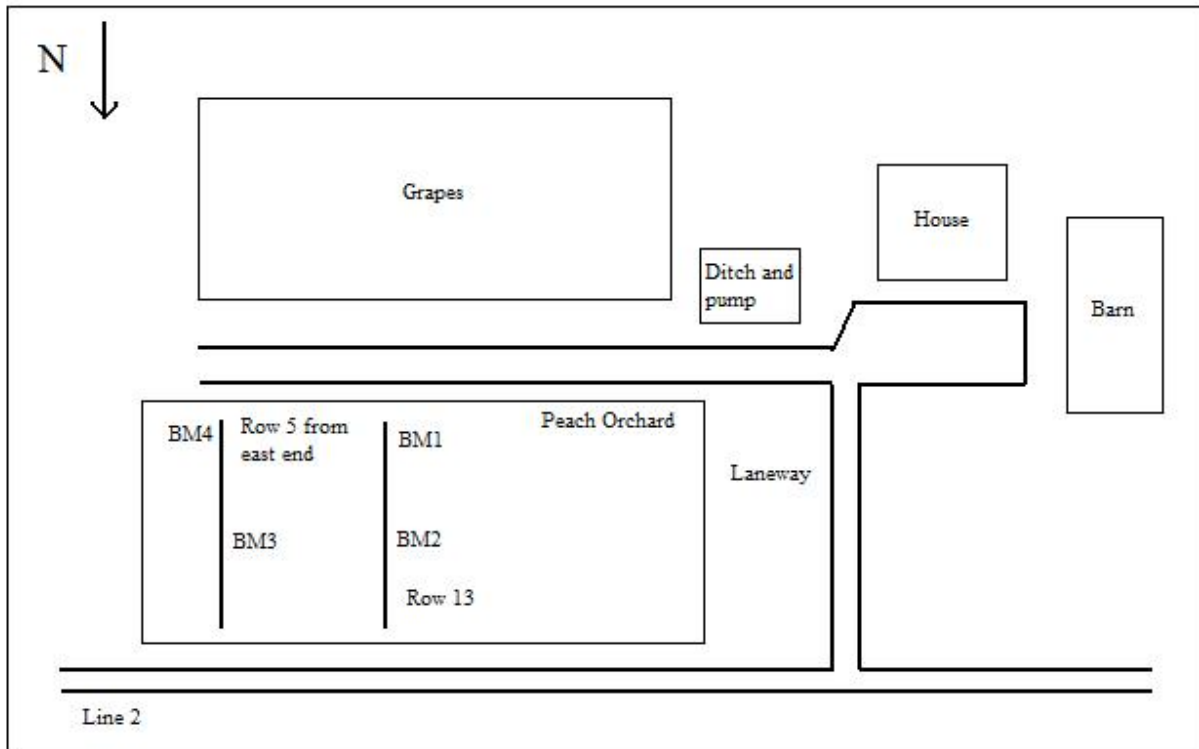 N
Grapes
House
Ditch and
pump
Barn
BM4
Row 5 from
east end
BM1
Peach Orchard
Laneway
BM3
BM2
Row 13
Line 2